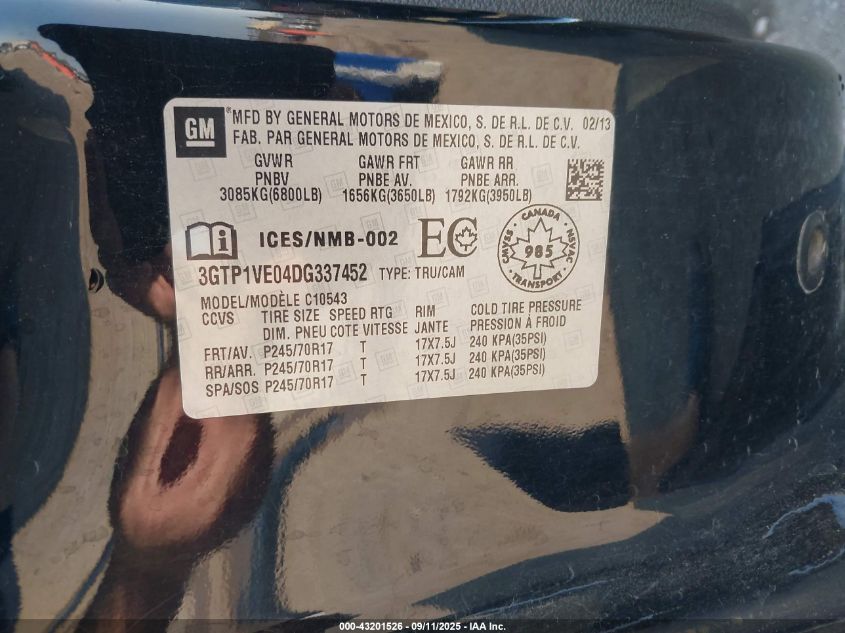 GM ®MFD BY GENERAL MOTORS DE MEXICO, S. DE R.L. DE C.V. 02/13
FAB. PAR GENERAL MOTORS DE MEXICO, S. DE R.L. DE C.V.
GVWR GAWR FRT GAWR RR
PNBV PNBE AV. PNBE ARR.
3085KG(6800LB) 1656KG(3650LB) 1792KG(3950LB)
i ICES/NMB-002 EC CANADA CMVSS NSVAC 985 TRANSPORT
3GTP1VE04DG337452 TYPE: TRU/CAM
MODEL/MODÈLE C10543
CCVS TIRE SIZE SPEED RTG RIM COLD TIRE PRESSURE
DIM. PNEU COTE VITESSE JANTE PRESSION À FROID
FRT/AV. P245/70R17 T 17X7.5J 240 KPA(35PSI)
RR/ARR. P245/70R17 T 17X7.5J 240 KPA(35PSI)
SPA/SOS P245/70R17 T 17X7.5J 240 KPA(35PSI)
000-43201526 - 09/11/2025 - IAA Inc.